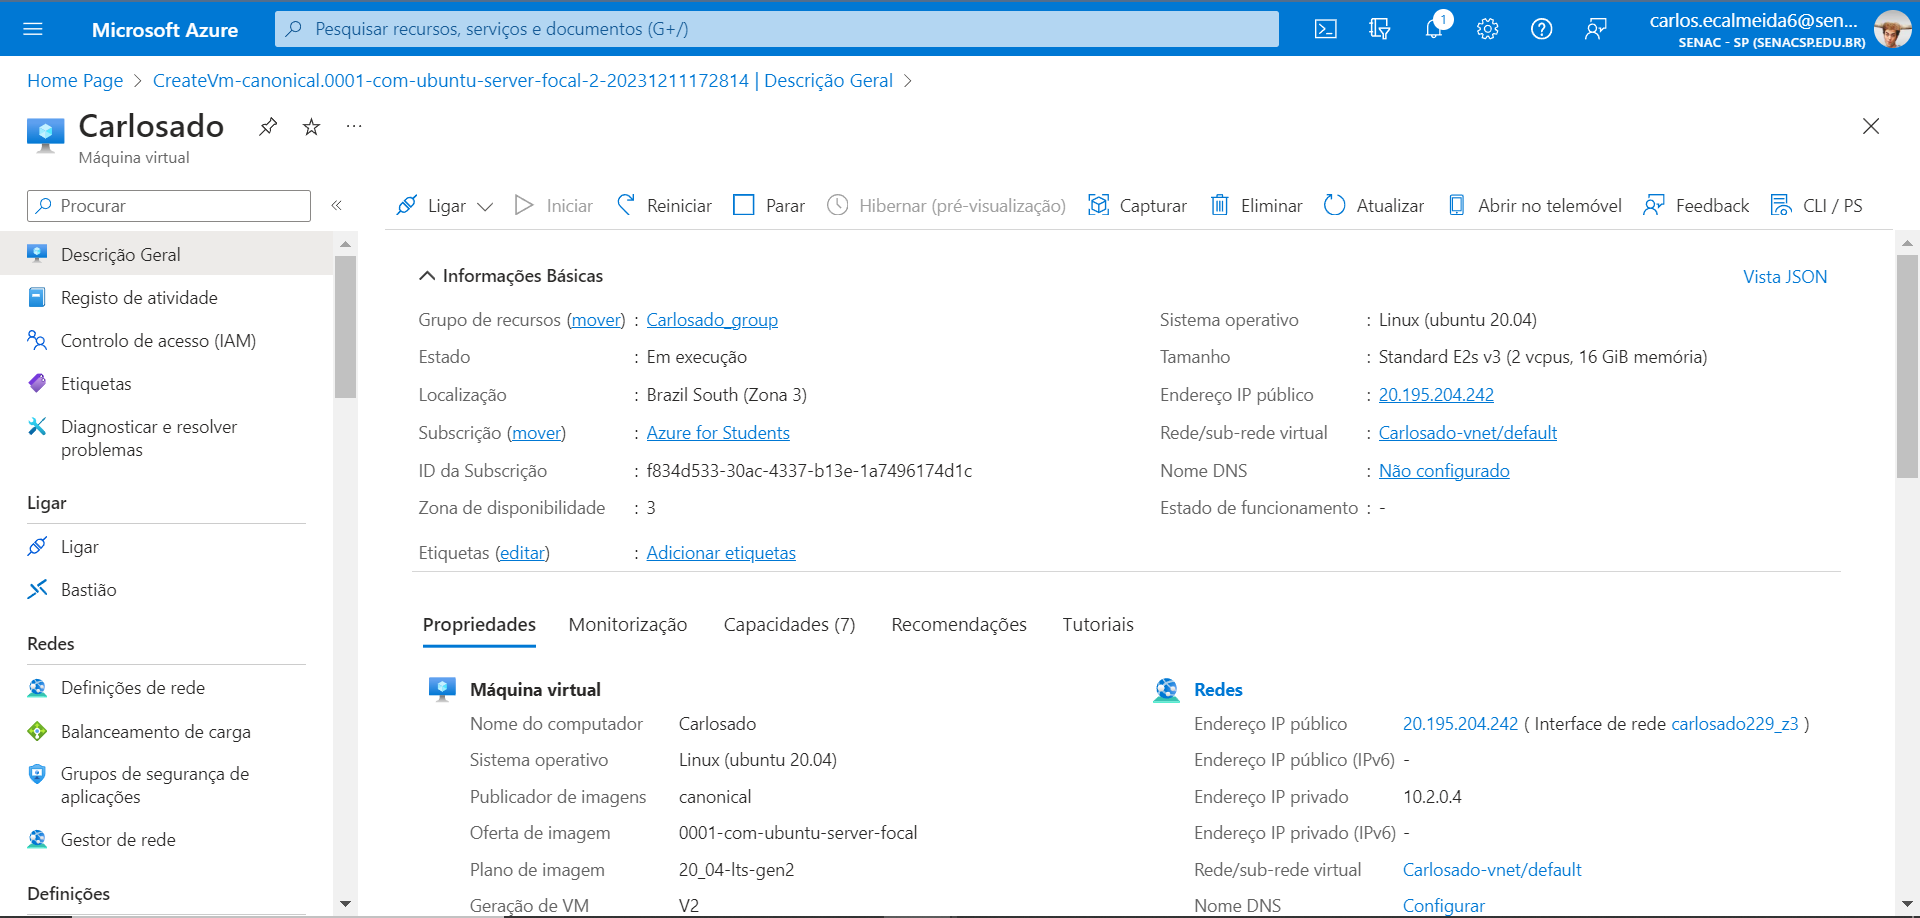 Microsoft Azure
Pesquisar recursos, serviços e documentos (G+/)
1
carlos.ecalmeida6@sen...
SENAC - SP (SENACSP.EDU.BR)
Home Page > CreateVm-canonical.0001-com-ubuntu-server-focal-2-20231211172814 | Descrição Geral >
Carlosado
Máquina virtual
Procurar
Ligar Iniciar Reiniciar Parar Hibernar (pré-visualização) Capturar Eliminar Atualizar Abrir no telemóvel Feedback CLI / PS
Descrição Geral
Registo de atividade
Controlo de acesso (IAM)
Etiquetas
Diagnosticar e resolver
problemas
Ligar
Ligar
Bastião
Redes
Definições de rede
Balanceamento de carga
Grupos de segurança de
aplicações
Gestor de rede
Definições
Informações Básicas
Vista JSON
Grupo de recursos (mover) : Carlosado_group
Estado : Em execução
Localização : Brazil South (Zona 3)
Subscrição (mover) : Azure for Students
ID da Subscrição : f834d533-30ac-4337-b13e-1a7496174d1c
Zona de disponibilidade : 3
Etiquetas (editar) : Adicionar etiquetas
Sistema operativo : Linux (ubuntu 20.04)
Tamanho : Standard E2s v3 (2 vcpus, 16 GiB memória)
Endereço IP público : 20.195.204.242
Rede/sub-rede virtual : Carlosado-vnet/default
Nome DNS : Não configurado
Estado de funcionamento : -
Propriedades Monitorização Capacidades (7) Recomendações Tutoriais
Máquina virtual
Nome do computador Carlosado
Sistema operativo Linux (ubuntu 20.04)
Publicador de imagens canonical
Oferta de imagem 0001-com-ubuntu-server-focal
Plano de imagem 20_04-lts-gen2
Geração de VM V2
Redes
Endereço IP público 20.195.204.242 ( Interface de rede carlosado229_z3 )
Endereço IP público (IPv6) -
Endereço IP privado 10.2.0.4
Endereço IP privado (IPv6) -
Rede/sub-rede virtual Carlosado-vnet/default
Nome DNS Configurar